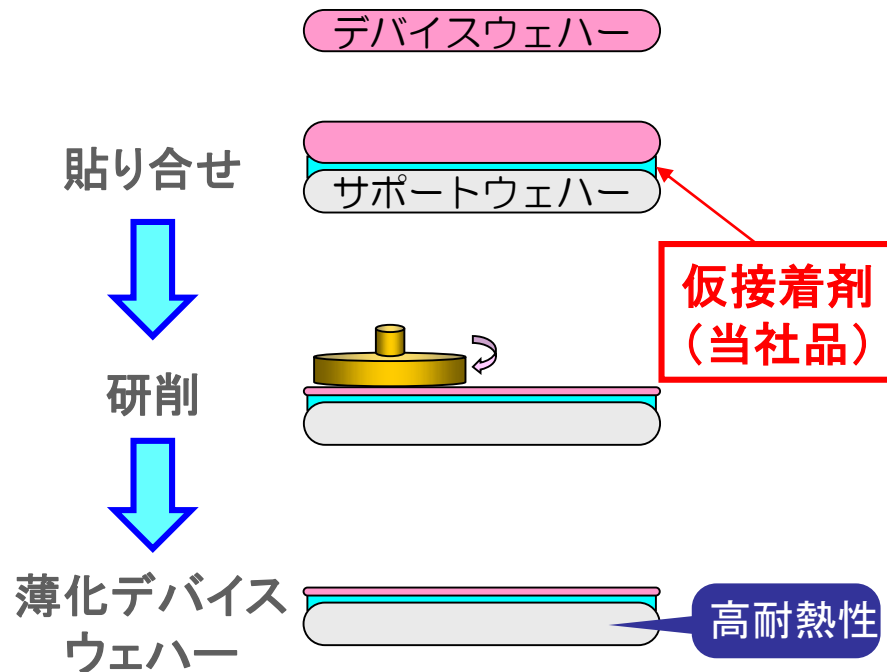 デバイスウェハー
貼り合せ
サポートウェハー
仮接着剤
（当社品）
研削
薄化デバイス
ウェハー
高耐熱性